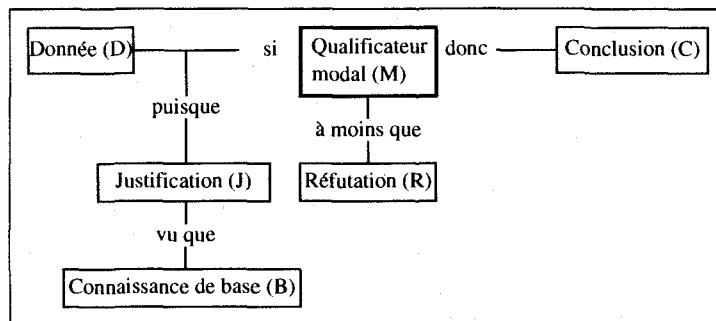 Donnée (D)
si
Qualificateur
modal (M)
donc
Conclusion (C)
puisque
à moins que
Justification (J)
Réfutation (R)
vu que
Connaissance de base (B)